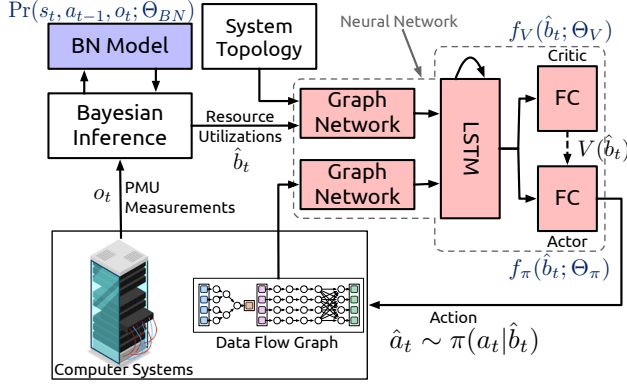 Pr(s_t, a_{t−1}, o_t; Θ_{BN})
BN Model
System
Topology
Neural Network
f_V(b̂_t; Θ_V)
Critic
FC
Bayesian
Inference
Resource
Utilizations
b̂_t
Graph
Network
Graph
Network
LSTM
V(b̂_t)
FC
Actor
f_π(b̂_t; Θ_π)
o_t
PMU
Measurements
Data Flow Graph
Computer Systems
Action
â_t ∼ π(a_t|b̂_t)